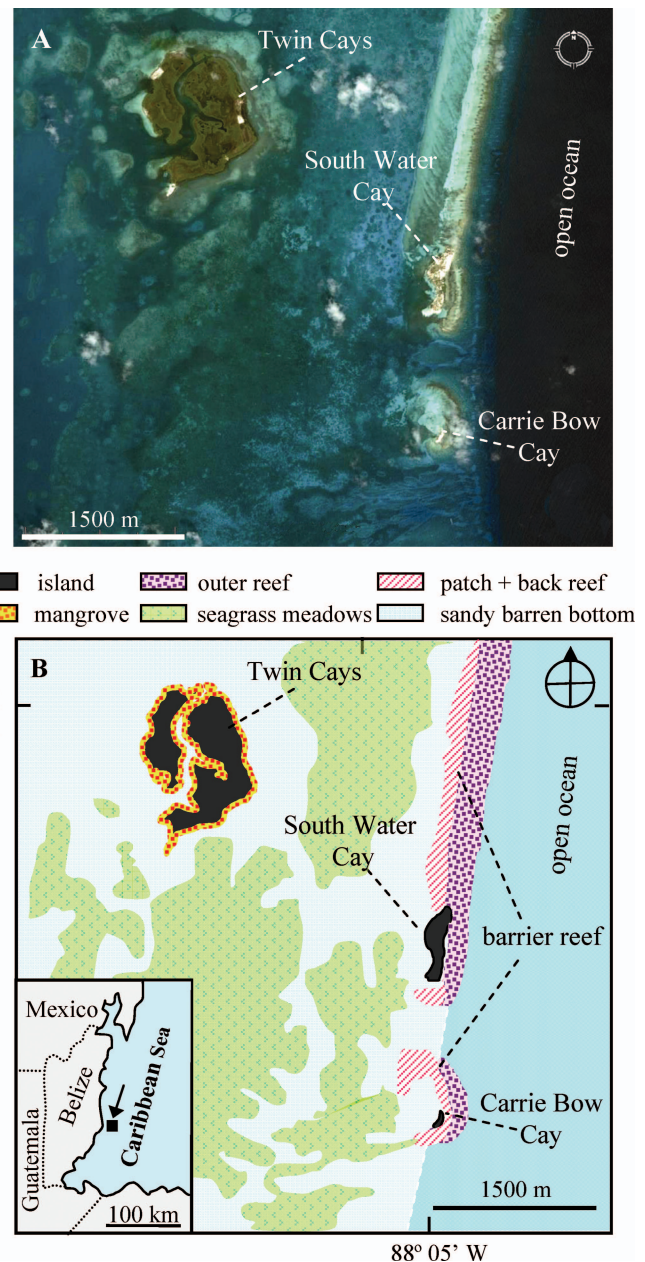 A
N
Twin Cays
South Water
Cay
open ocean
Carrie Bow
Cay
1500 m
island
outer reef
patch + back reef
mangrove
seagrass meadows
sandy barren bottom
B
Twin Cays
South Water
Cay
open ocean
barrier reef
Carrie Bow
Cay
1500 m
Mexico
Belize
Guatemala
Caribbean Sea
100 km
88º 05’ W